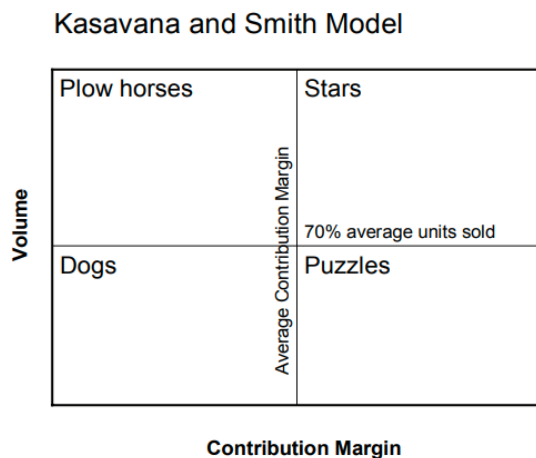 Kasavana and Smith Model
Plow horses
Stars
Volume
Average Contribution Margin
70% average units sold
Dogs
Puzzles
Contribution Margin